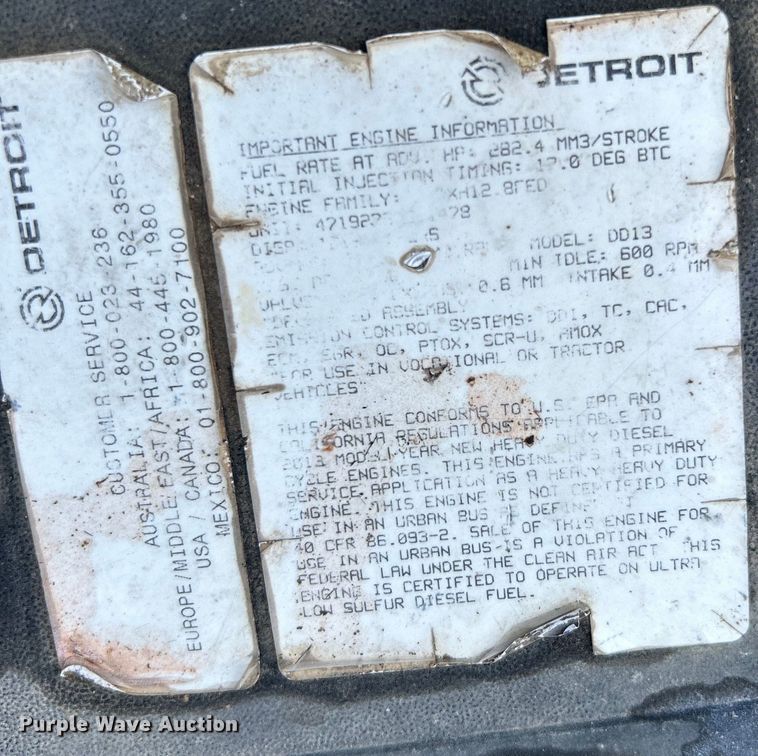 DETROIT
CUSTOMER SERVICE
AUSTRALIA: 1-800-023-236
EUROPE/MIDDLE EAST/AFRICA: 44-162-355-0550
USA / CANADA: 1-800-445-1980
MEXICO: 01-800-902-7100
DETROIT
IMPORTANT ENGINE INFORMATION
FUEL RATE AT ADV. HP: 282.4 MM3/STROKE
INITIAL INJECTION TIMING: DEG BTC
ENGINE FAMILY:
UNIT:
MODEL: DD13
MIN IDLE: 600 RPM
0.6 MM INTAKE 0.4 MM
ASSEMBLY
EMISSION CONTROL SYSTEMS: DDI, TC, CAC,
ECM, EGR, OC, PTOX, SCR-U, AMOX
FOR USE IN VOCATIONAL OR TRACTOR
VEHICLES
THIS ENGINE CONFORMS TO U.S. EPA AND
CALIFORNIA REGULATIONS APPLICABLE TO
2013 MODEL YEAR NEW HEAVY DUTY DIESEL
CYCLE ENGINES. THIS ENGINE HAS A PRIMARY
SERVICE APPLICATION AS A HEAVY HEAVY DUTY
ENGINE. THIS ENGINE IS NOT CERTIFIED FOR
USE IN AN URBAN BUS AS DEFINED
40 CFR 86.093-2. SALE OF THIS ENGINE FOR
USE IN AN URBAN BUS IS A VIOLATION OF
FEDERAL LAW UNDER THE CLEAN AIR ACT. THIS
ENGINE IS CERTIFIED TO OPERATE ON ULTRA
LOW SULFUR DIESEL FUEL.
Purple Wave Auction